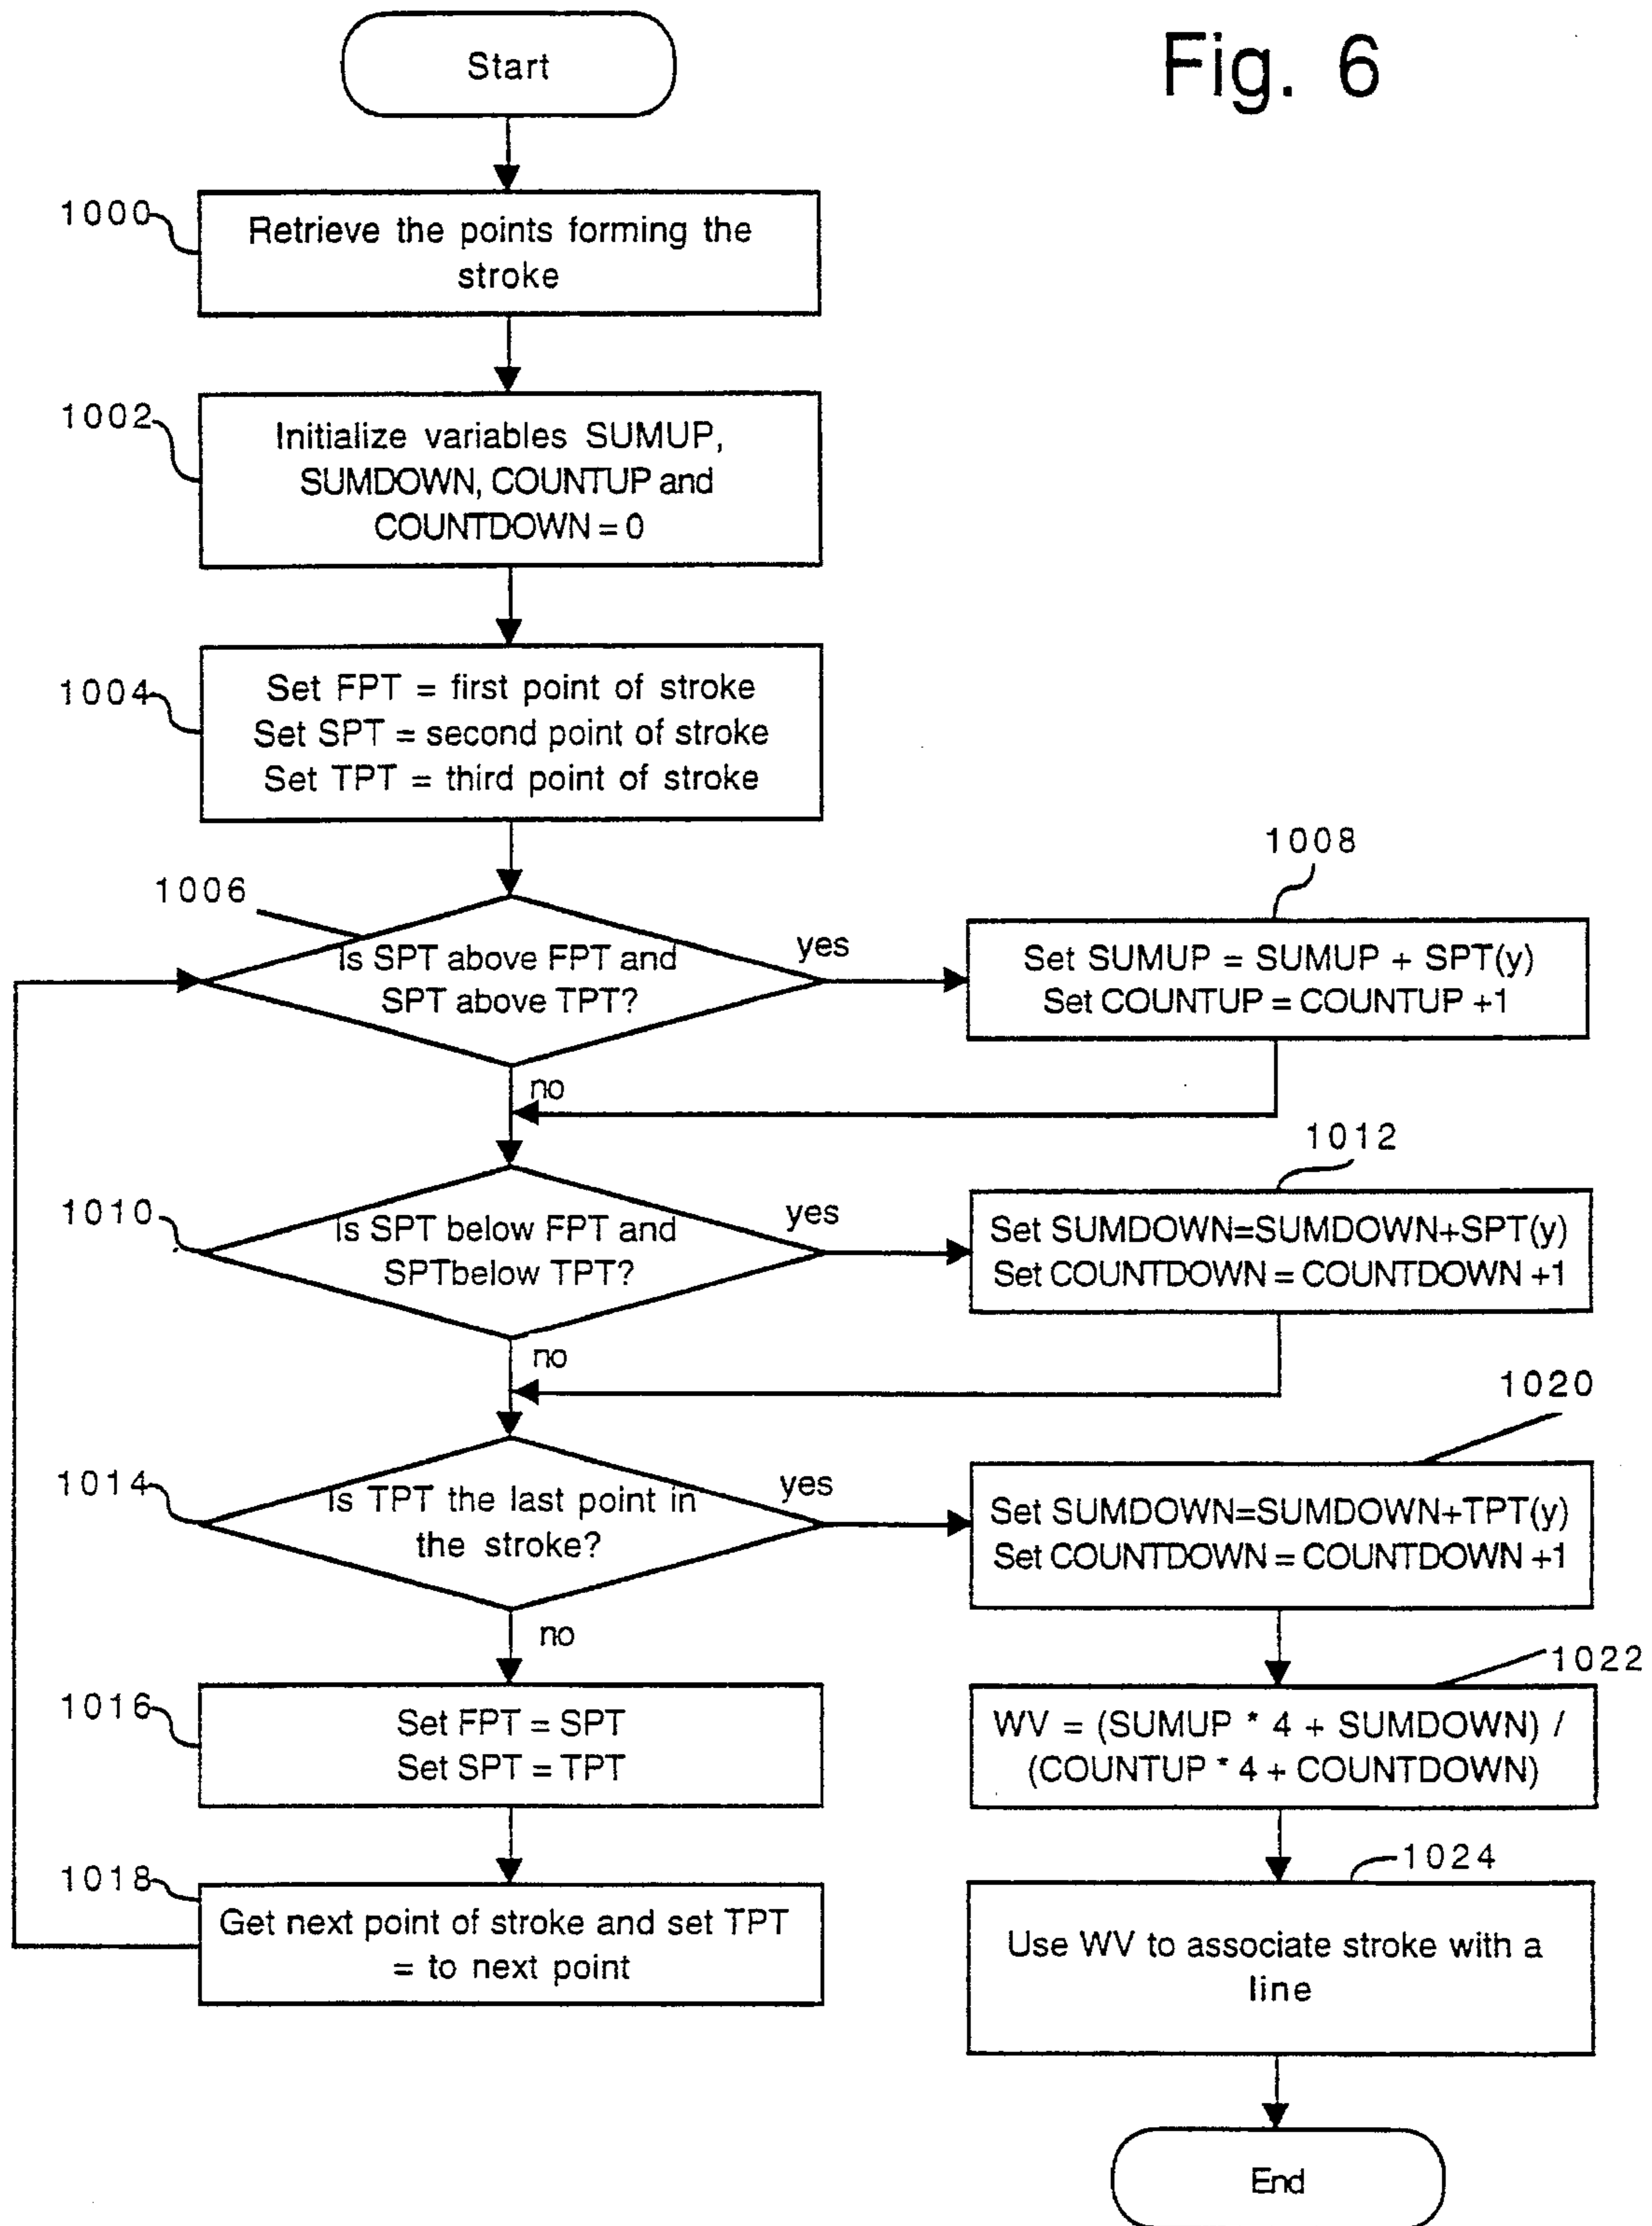 Fig. 6
Start
1000
Retrieve the points forming the
stroke
1002
Initialize variables SUMUP,
SUMDOWN, COUNTUP and
COUNTDOWN = 0
1004
Set FPT = first point of stroke
Set SPT = second point of stroke
Set TPT = third point of stroke
1006
Is SPT above FPT and
SPT above TPT?
yes
1008
Set SUMUP = SUMUP + SPT(y)
Set COUNTUP = COUNTUP +1
no
1010
Is SPT below FPT and
SPTbelow TPT?
yes
1012
Set SUMDOWN=SUMDOWN+SPT(y)
Set COUNTDOWN = COUNTDOWN +1
no
1014
Is TPT the last point in
the stroke?
yes
1020
Set SUMDOWN=SUMDOWN+TPT(y)
Set COUNTDOWN = COUNTDOWN +1
no
1016
Set FPT = SPT
Set SPT = TPT
1022
WV = (SUMUP * 4 + SUMDOWN) /
(COUNTUP * 4 + COUNTDOWN)
1018
Get next point of stroke and set TPT
= to next point
1024
Use WV to associate stroke with a
line
End